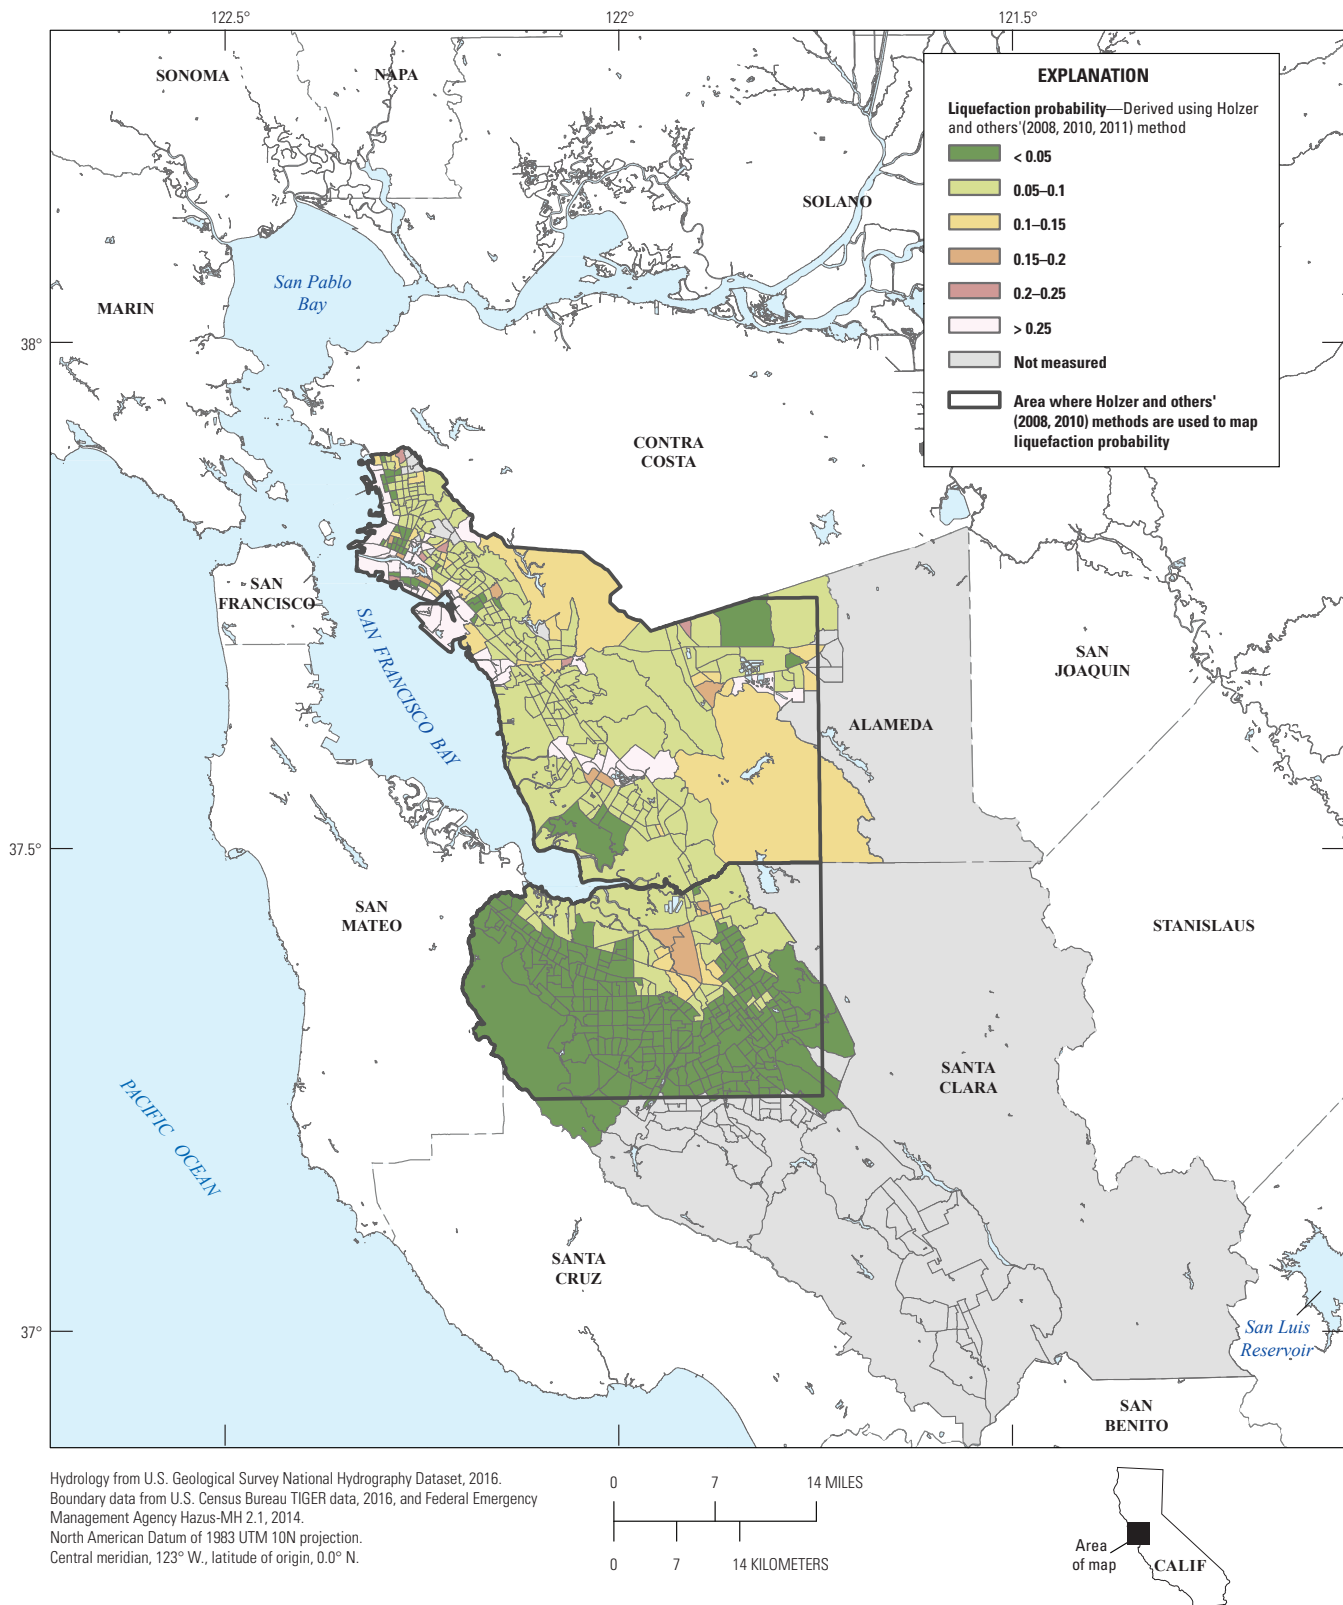 122.5°
122°
121.5°
SONOMA
NAPA
EXPLANATION
Liquefaction probability—Derived using Holzer
and others'(2008, 2010, 2011) method
< 0.05
0.05–0.1
0.1–0.15
0.15–0.2
0.2–0.25
> 0.25
Not measured
Area where Holzer and others'
(2008, 2010) methods are used to map
liquefaction probability
SOLANO
San Pablo
Bay
MARIN
38°
CONTRA
COSTA
SAN
FRANCISCO
SAN FRANCISCO BAY
SAN
JOAQUIN
ALAMEDA
37.5°
SAN
MATEO
STANISLAUS
SANTA
CLARA
PACIFIC OCEAN
SANTA
CRUZ
37°
San Luis
Reservoir
SAN
BENITO
Hydrology from U.S. Geological Survey National Hydrography Dataset, 2016.
Boundary data from U.S. Census Bureau TIGER data, 2016, and Federal Emergency
Management Agency Hazus-MH 2.1, 2014.
North American Datum of 1983 UTM 10N projection.
Central meridian, 123° W., latitude of origin, 0.0° N.
0 7 14 MILES
0 7 14 KILOMETERS
Area
of map
CALIF